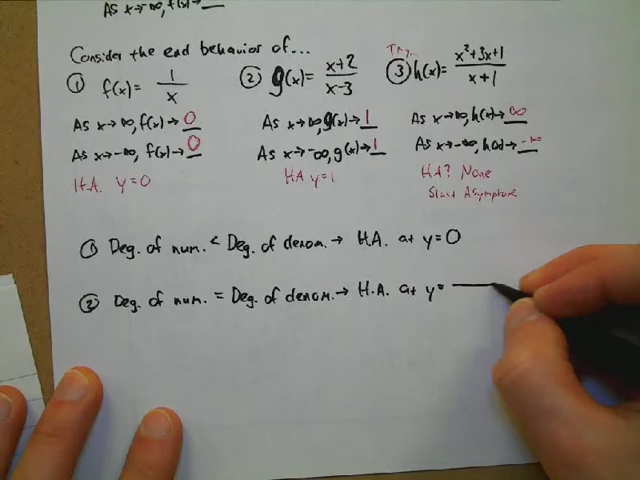 As x→∞, f(x)→
Consider the end behavior of...
① f(x)= 1/x
As x→∞, f(x)→ 0
As x→-∞, f(x)→ 0
H.A. y=0
② g(x)= x+2/x-3
As x→∞, g(x)→ 1
As x→-∞, g(x)→ 1
HA y=1
Try...
③ h(x)= x²+3x+1/x+1
As x→∞, h(x)→ ∞
As x→-∞, h(x)→ -∞
HA? None
Slant Asymptote
① Deg. of num. < Deg. of denom. → H.A. at y=0
② Deg. of num. = Deg. of denom. → H.A. at y=